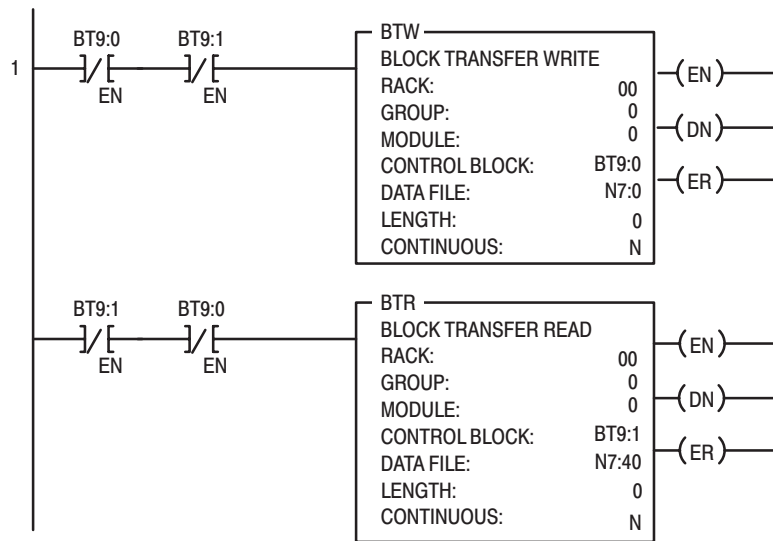 BT9:0 BT9:1 BTW
1 EN EN BLOCK TRANSFER WRITE
RACK: 00 EN
GROUP: 0
MODULE: 0 DN
CONTROL BLOCK: BT9:0
DATA FILE: N7:0 ER
LENGTH: 0
CONTINUOUS: N
BT9:1 BT9:0 BTR
EN EN BLOCK TRANSFER READ
RACK: 00 EN
GROUP: 0
MODULE: 0 DN
CONTROL BLOCK: BT9:1
DATA FILE: N7:40 ER
LENGTH: 0
CONTINUOUS: N